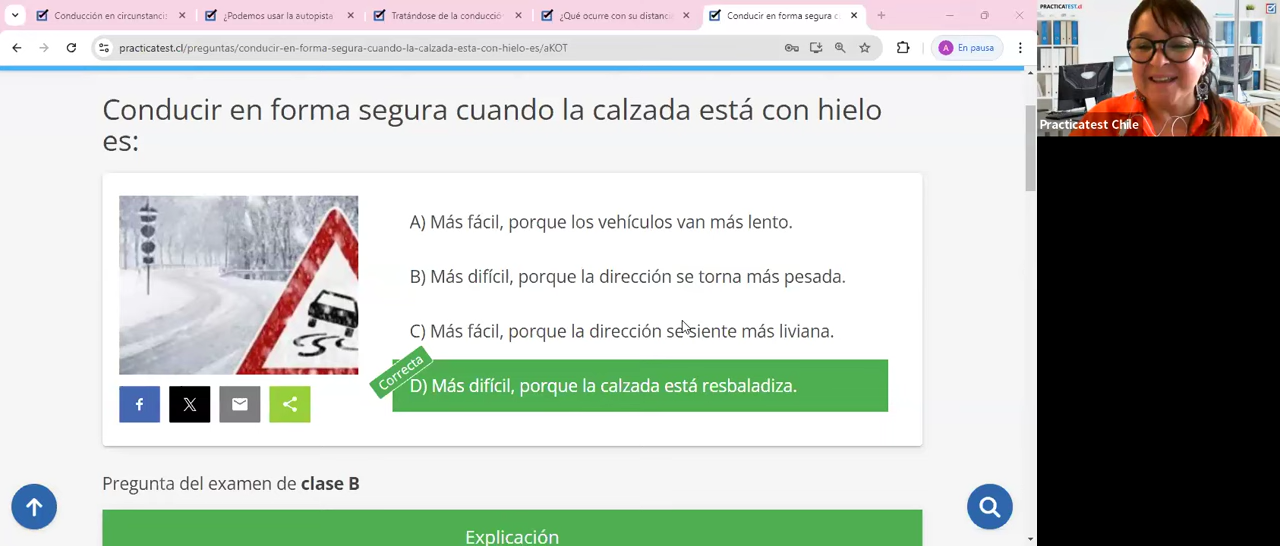 Conducción en circunstanci
¿Podemos usar la autopista
Tratándose de la conducció
¿Qué ocurre con su distanci
Conducir en forma segura c
practicatest.cl/preguntas/conducir-en-forma-segura-cuando-la-calzada-esta-con-hielo-es/aKOT
A
En pausa
PRACTICATEST.CL
Practicatest Chile
Conducir en forma segura cuando la calzada está con hielo
es:
A) Más fácil, porque los vehículos van más lento.
B) Más difícil, porque la dirección se torna más pesada.
C) Más fácil, porque la dirección se siente más liviana.
Correcta
D) Más difícil, porque la calzada está resbaladiza.
Pregunta del examen de clase B
Explicación